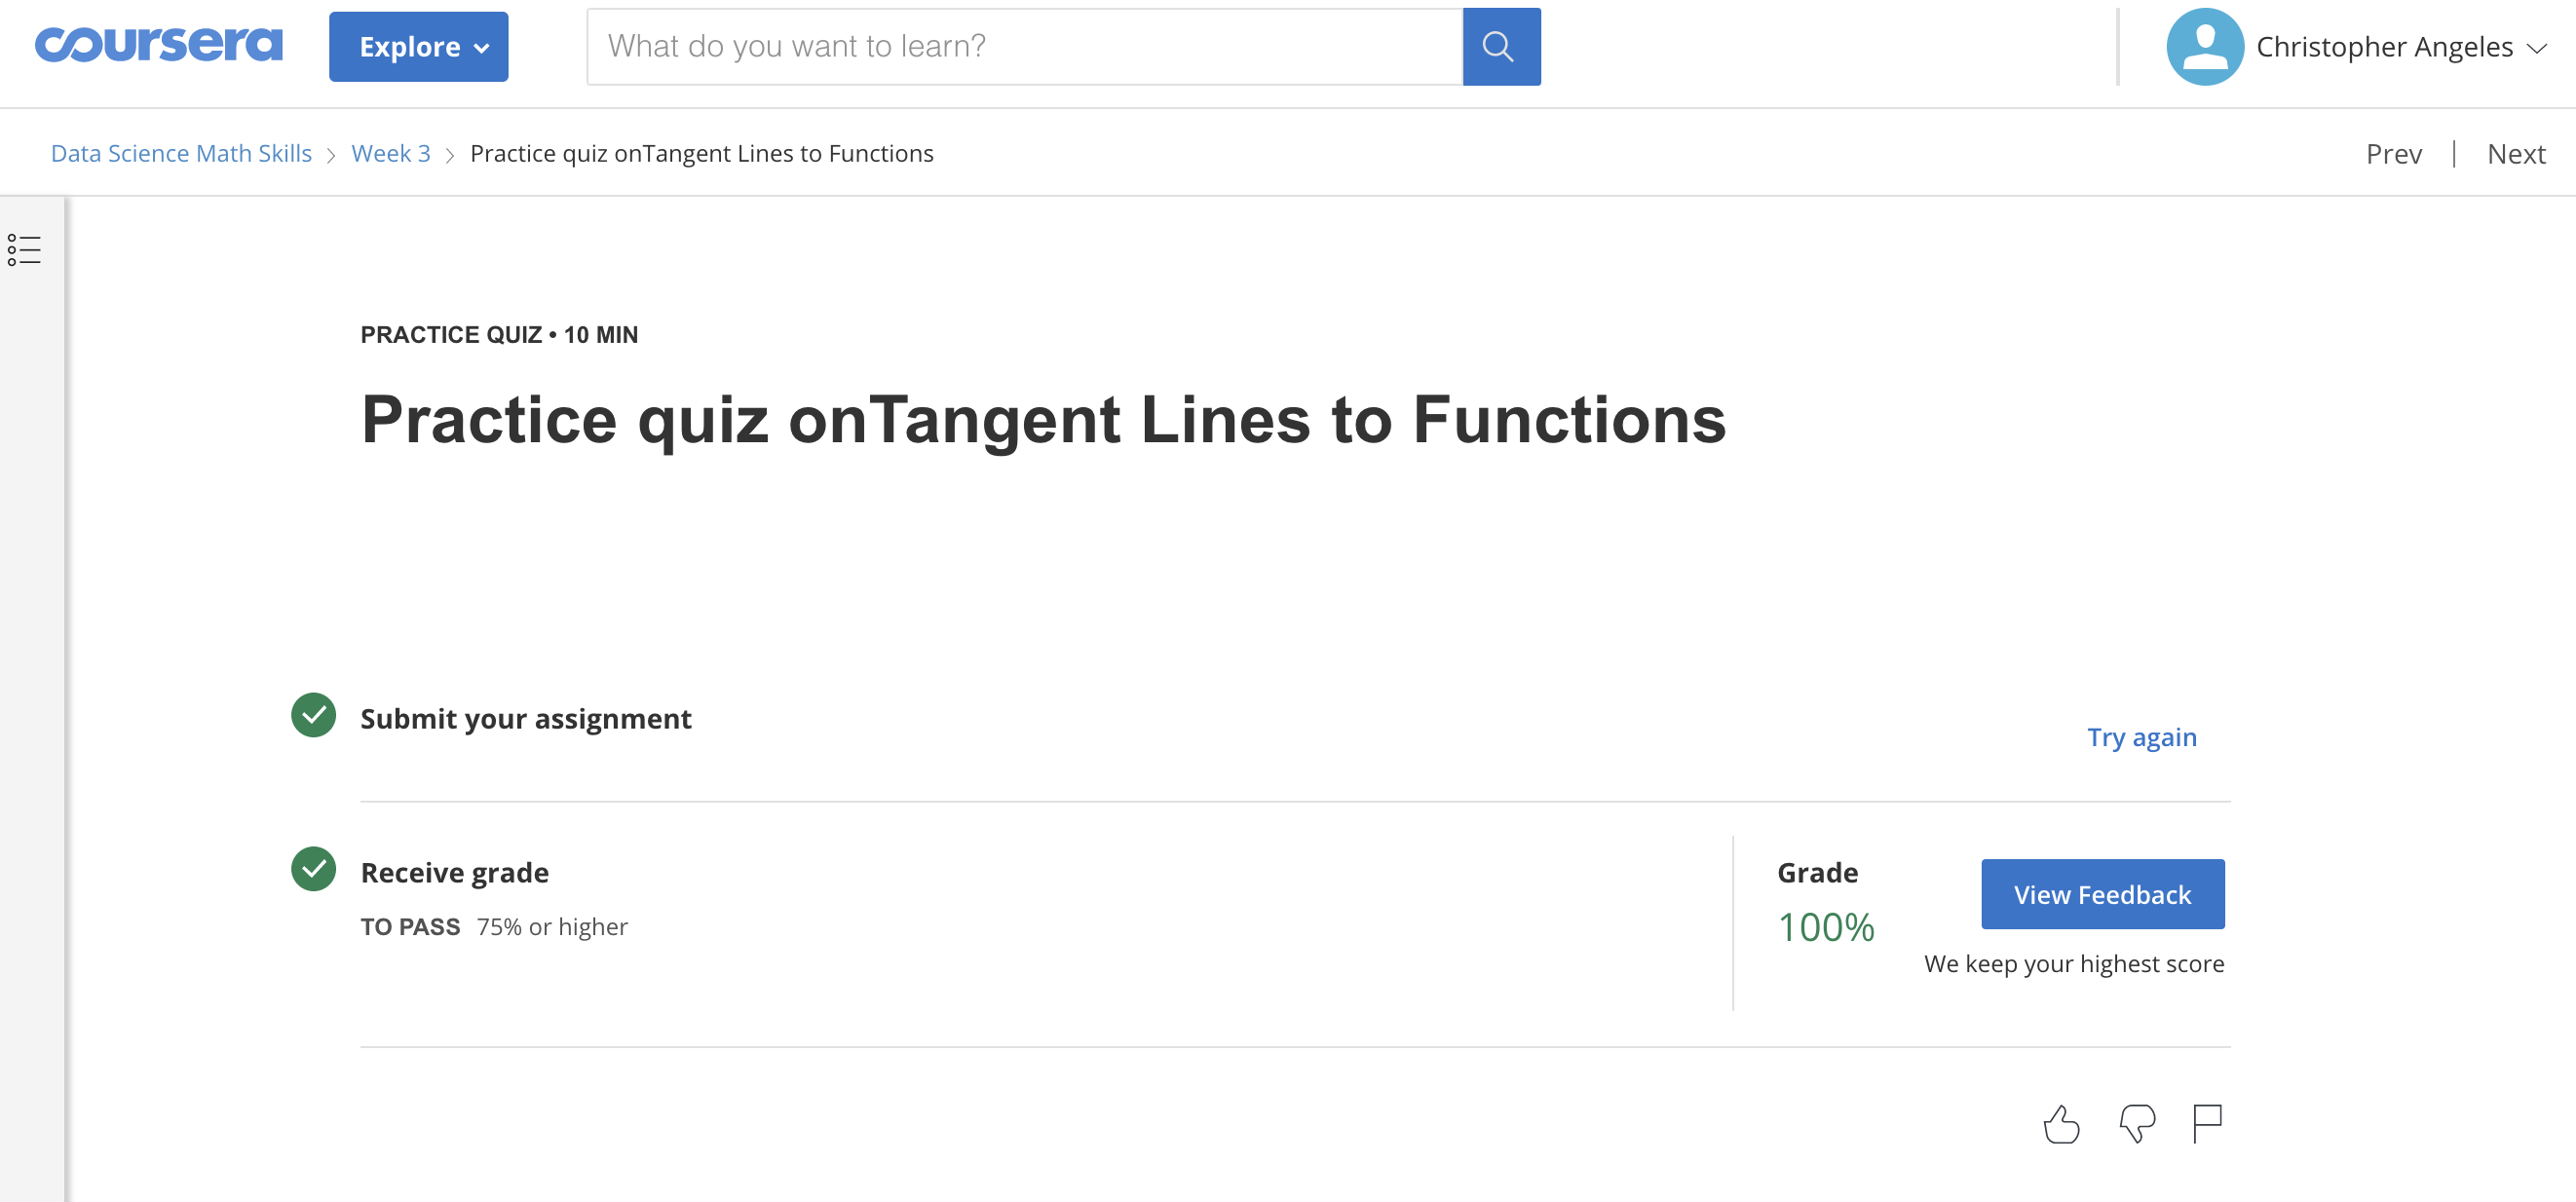 coursera Explore What do you want to learn? Christopher Angeles
Data Science Math Skills Week 3 Practice quiz onTangent Lines to Functions Prev | Next
PRACTICE QUIZ • 10 MIN
Practice quiz onTangent Lines to Functions
Submit your assignment
Try again
Receive grade
TO PASS 75% or higher
Grade
100%
View Feedback
We keep your highest score